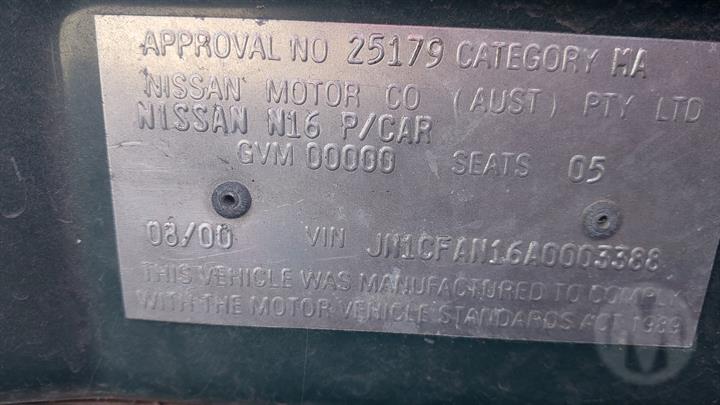 APPROVAL NO 25179 CATEGORY MA
NISSAN MOTOR CO (AUST) PTY LTD
NISSAN N16 P/CAR
GVM 00000 SEATS 05
08/00 VIN JN1CFAN16A0003388
THIS VEHICLE WAS MANUFACTURED TO COMPLY
WITH THE MOTOR VEHICLE STANDARDS ACT 1989